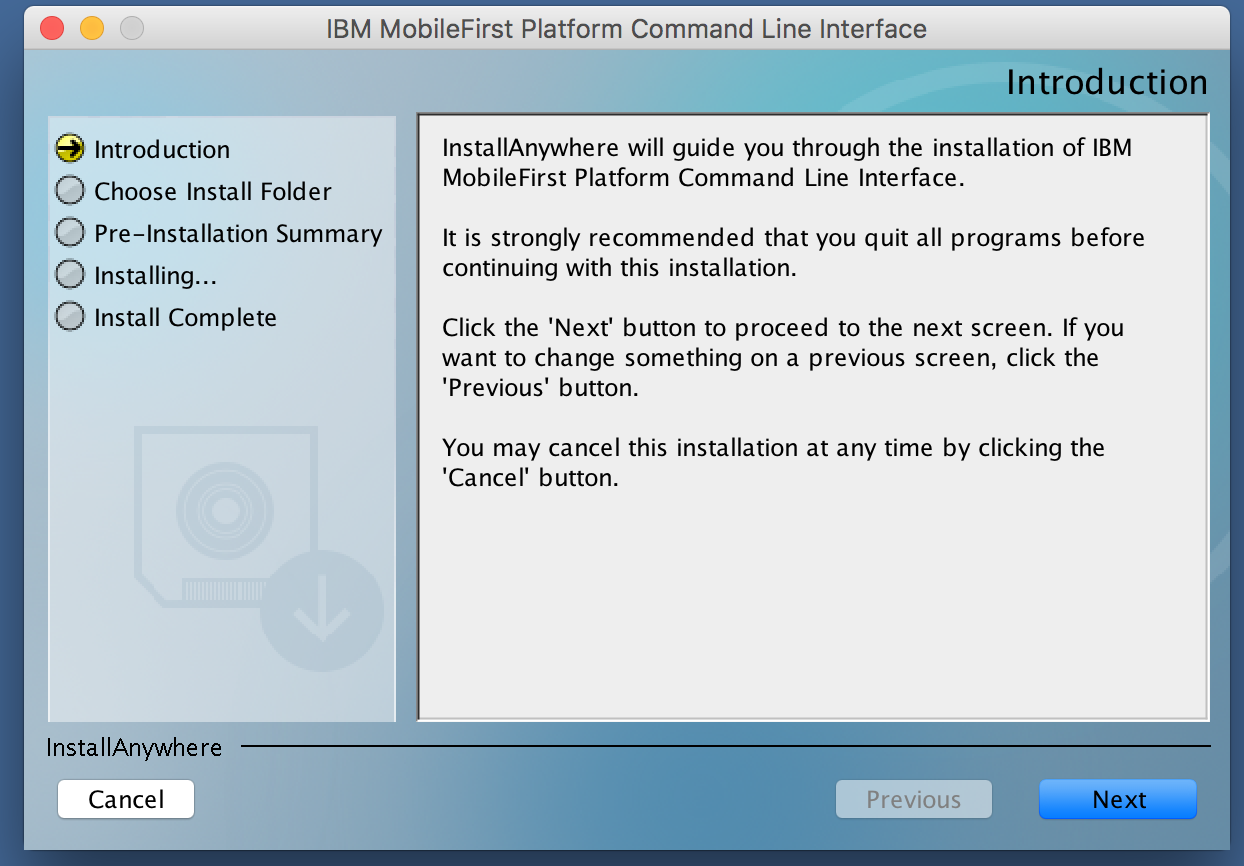 IBM MobileFirst Platform Command Line Interface
Introduction
Introduction
Choose Install Folder
Pre-Installation Summary
Installing...
Install Complete
InstallAnywhere will guide you through the installation of IBM
MobileFirst Platform Command Line Interface.
It is strongly recommended that you quit all programs before
continuing with this installation.
Click the 'Next' button to proceed to the next screen. If you
want to change something on a previous screen, click the
'Previous' button.
You may cancel this installation at any time by clicking the
'Cancel' button.
InstallAnywhere
Cancel
Previous
Next